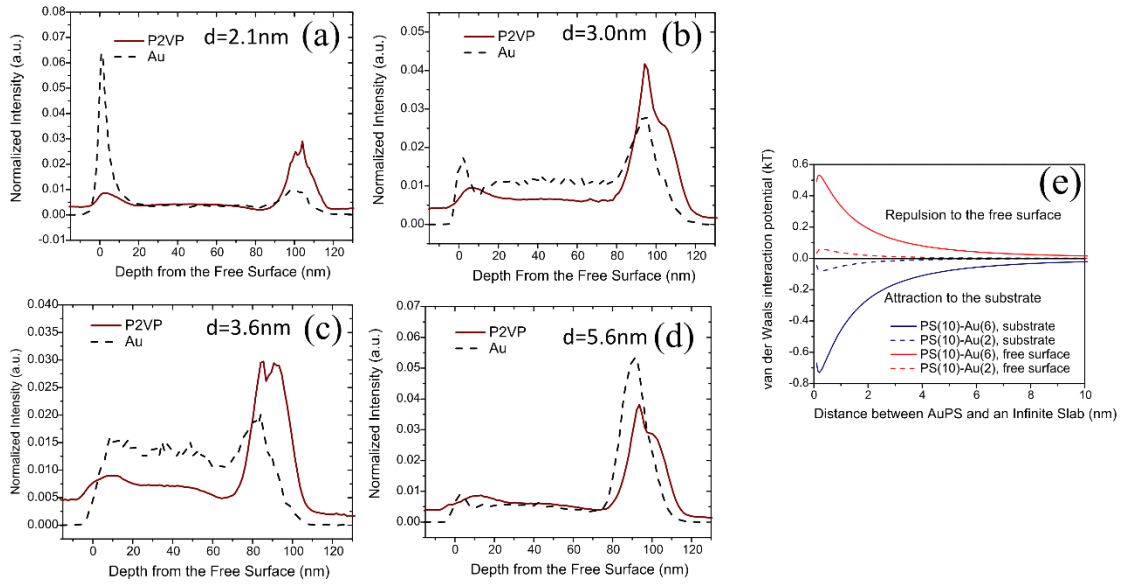 0.08
0.07
0.06
0.05
0.04
0.03
0.02
0.01
0.00
-0.01
Normalized Intensity (a.u.)
d=2.1nm
(a)
P2VP
Au
0 20 40 60 80 100 120
Depth from the Free Surface (nm)
0.05
0.04
0.03
0.02
0.01
0.00
Normalized Intensity (a.u.)
d=3.0nm
(b)
P2VP
Au
0 20 40 60 80 100 120
Depth from the Free Surface (nm)
0.040
0.035
0.030
0.025
0.020
0.015
0.010
0.005
0.000
Normalized Intensity (a.u.)
d=3.6nm
(c)
P2VP
Au
0 20 40 60 80 100 120
Depth from the Free Surface (nm)
0.07
0.06
0.05
0.04
0.03
0.02
0.01
0.00
Normalized Intensity (a.u.)
d=5.6nm
(d)
P2VP
Au
0 20 40 60 80 100 120
Depth from the Free Surface (nm)
0.6
0.4
0.2
0.0
-0.2
-0.4
-0.6
-0.8
van der Waals interaction potential (kT)
(e)
Repulsion to the free surface
Attraction to the substrate
PS(10)-Au(6), substrate
PS(10)-Au(2), substrate
PS(10)-Au(6), free surface
PS(10)-Au(2), free surface
0 2 4 6 8 10
Distance between AuPS and an Infinite Slab (nm)